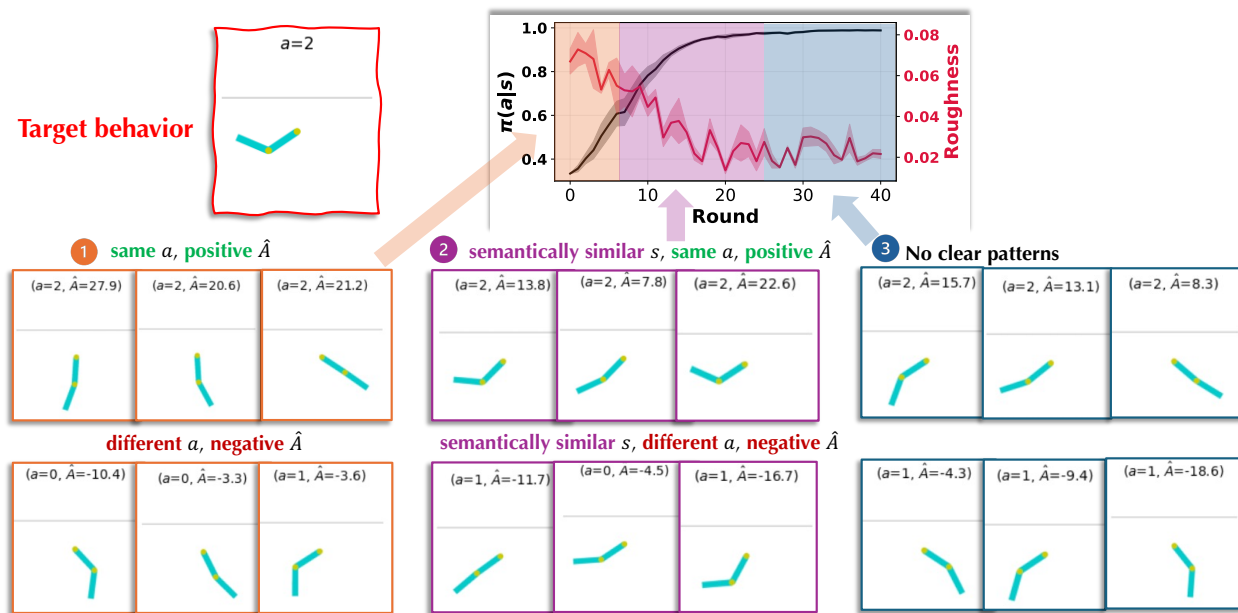 a=2
Target behavior
1.0
0.8
0.6
0.4
π(a|s)
0.08
0.06
0.04
0.02
Roughness
0 10 20 30 40
Round
1 same a, positive Â
2 semantically similar s, same a, positive Â
3 No clear patterns
(a=2, Â=27.9) (a=2, Â=20.6) (a=2, Â=21.2)
(a=2, Â=13.8) (a=2, Â=7.8) (a=2, Â=22.6)
(a=2, Â=15.7) (a=2, Â=13.1) (a=2, Â=8.3)
different a, negative Â
semantically similar s, different a, negative Â
(a=0, Â=-10.4) (a=0, Â=-3.3) (a=1, Â=-3.6)
(a=1, Â=-11.7) (a=0, Â=-4.5) (a=1, Â=-16.7)
(a=1, Â=-4.3) (a=1, Â=-9.4) (a=1, Â=-18.6)